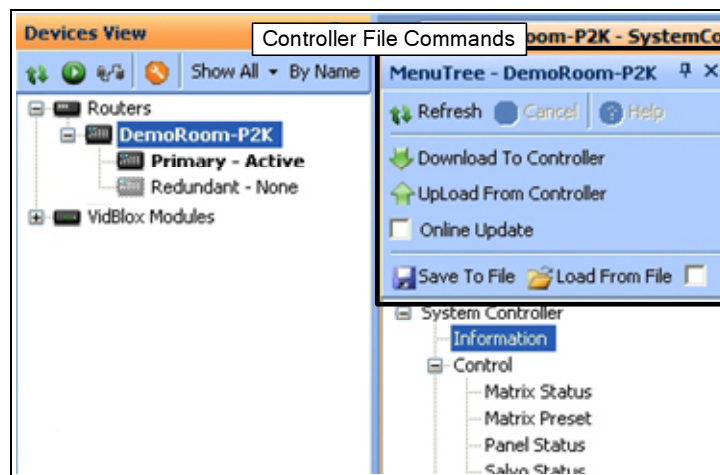 Devices View
Controller File Commands
oom-P2K - SystemCo
Show All By Name
MenuTree - DemoRoom-P2K
Refresh Cancel Help
Routers
DemoRoom-P2K
Primary - Active
Redundant - None
VidBlox Modules
Download To Controller
UpLoad From Controller
Online Update
Save To File Load From File
System Controller
Information
Control
Matrix Status
Matrix Preset
Panel Status
Salvo Status